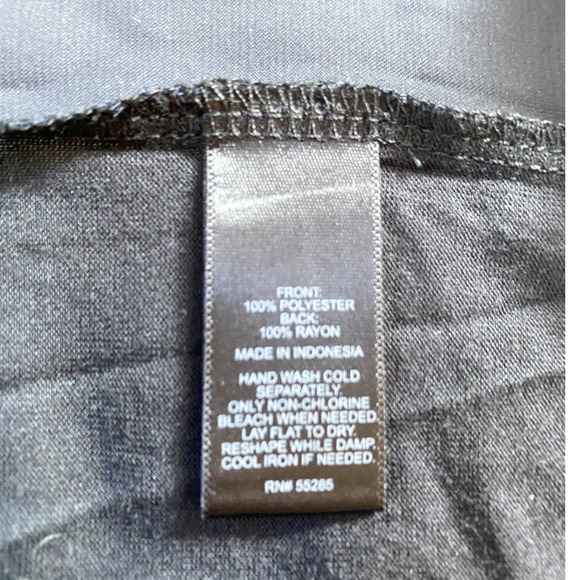 FRONT:
100% POLYESTER
BACK:
100% RAYON
MADE IN INDONESIA
HAND WASH COLD
SEPARATELY.
ONLY NON-CHLORINE
BLEACH WHEN NEEDED.
LAY FLAT TO DRY.
RESHAPE WHILE DAMP.
COOL IRON IF NEEDED.
RN# 55285